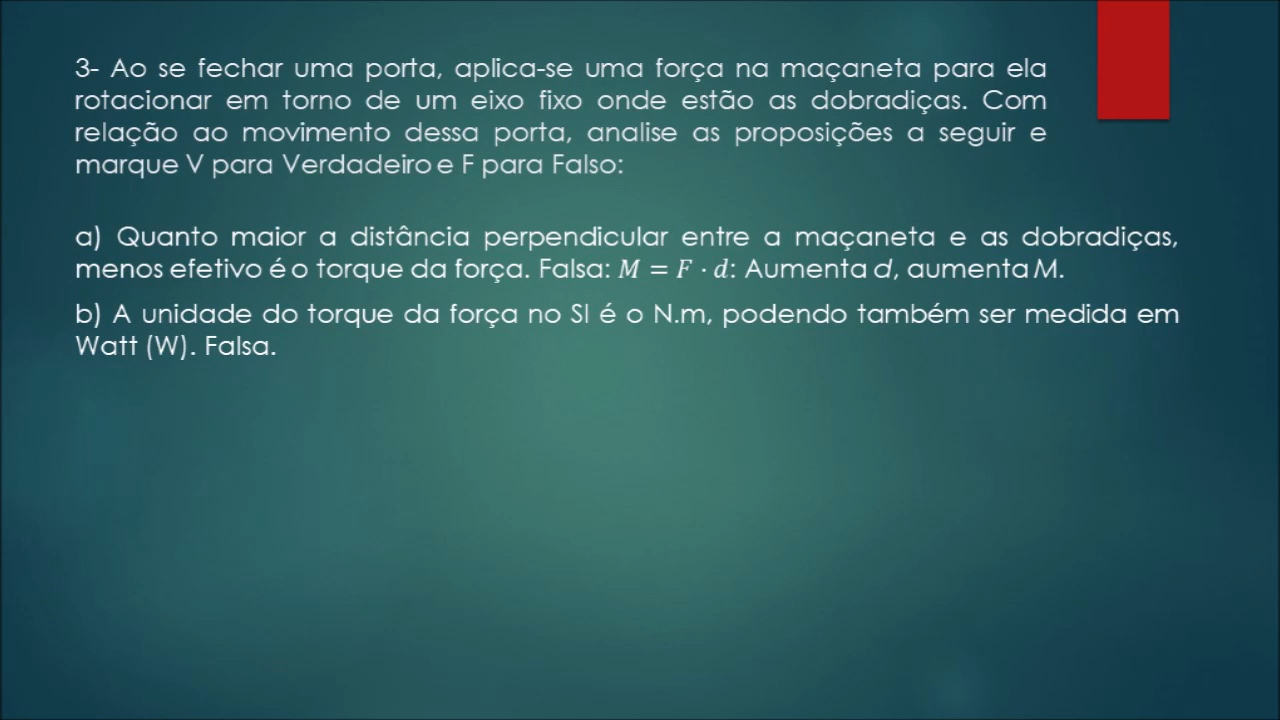 3- Ao se fechar uma porta, aplica-se uma força na maçaneta para ela
rotacionar em torno de um eixo fixo onde estão as dobradiças. Com
relação ao movimento dessa porta, analise as proposições a seguir e
marque V para Verdadeiro e F para Falso:
a) Quanto maior a distância perpendicular entre a maçaneta e as dobradiças,
menos efetivo é o torque da força. Falsa: M = F · d: Aumenta d, aumenta M.
b) A unidade do torque da força no SI é o N.m, podendo também ser medida em
Watt (W). Falsa.